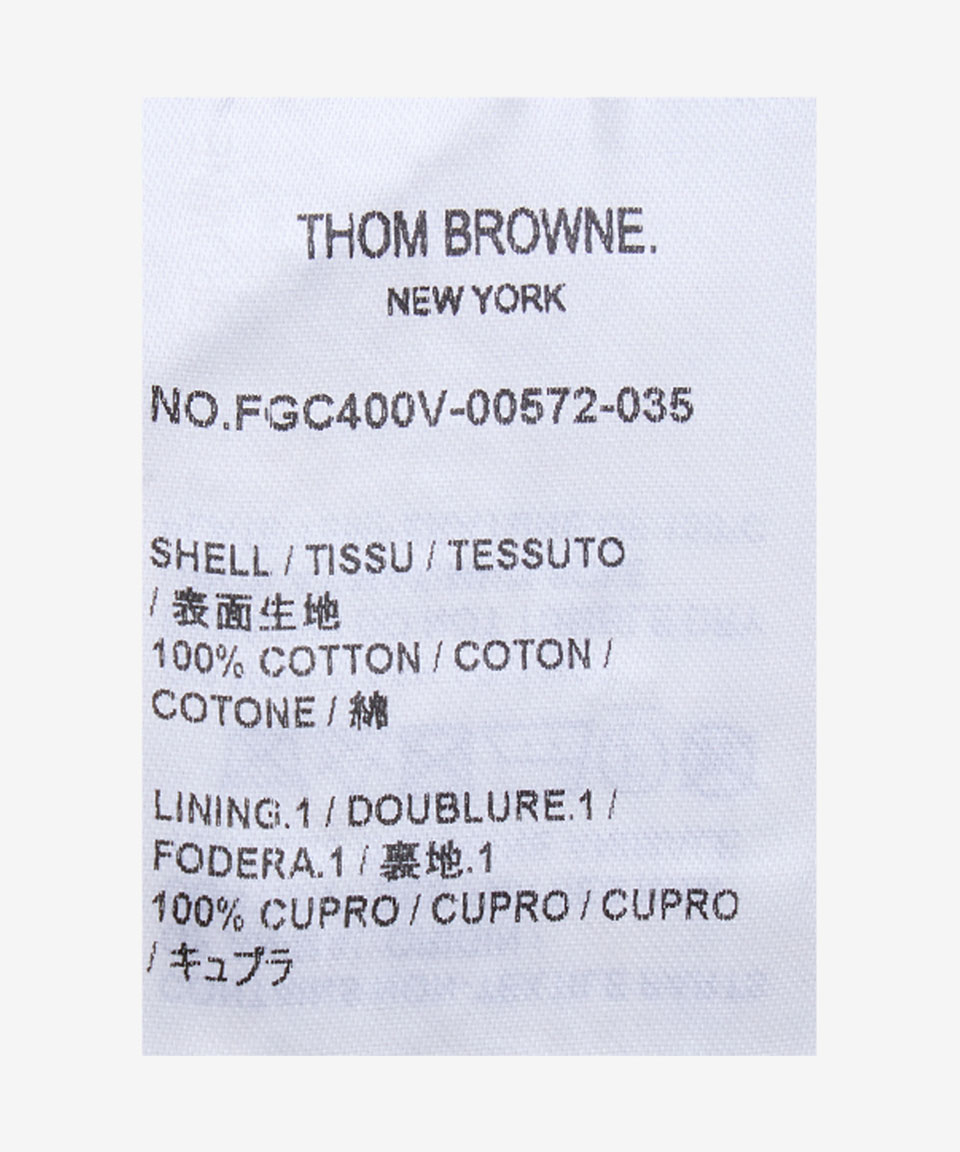 THOM BROWNE.
NEW YORK
NO.FGC400V-00572-035
SHELL / TISSU / TESSUTO
/ 表面生地
100% COTTON / COTON /
COTONE / 綿
LINING.1 / DOUBLURE.1 /
FODERA.1 / 裏地.1
100% CUPRO / CUPRO / CUPRO
/ キュプラ